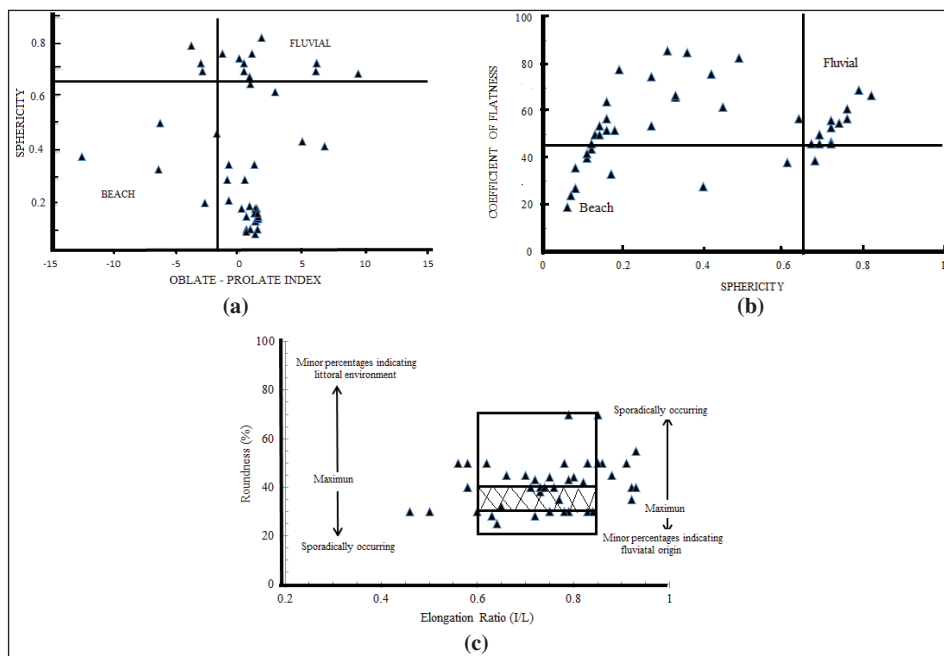 SPHERICITY
0.8
0.6
0.4
0.2
FLUVIAL
BEACH
-15 -10 -5 0 5 10 15
OBLATE - PROLATE INDEX
(a)
COEFFICIENT OF FLATNESS
100
80
60
40
20
0
Fluvial
Beach
0 0.2 0.4 0.6 0.8 1
SPHERICITY
(b)
Roundness (%)
100
80
60
40
20
0
Minor percentages indicating
littoral environment
Maximun
Sporadically occurring
Sporadically occurring
Maximun
Minor percentages indicating
fluviatal origin
0.2 0.4 0.6 0.8 1
Elongation Ratio (I/L)
(c)